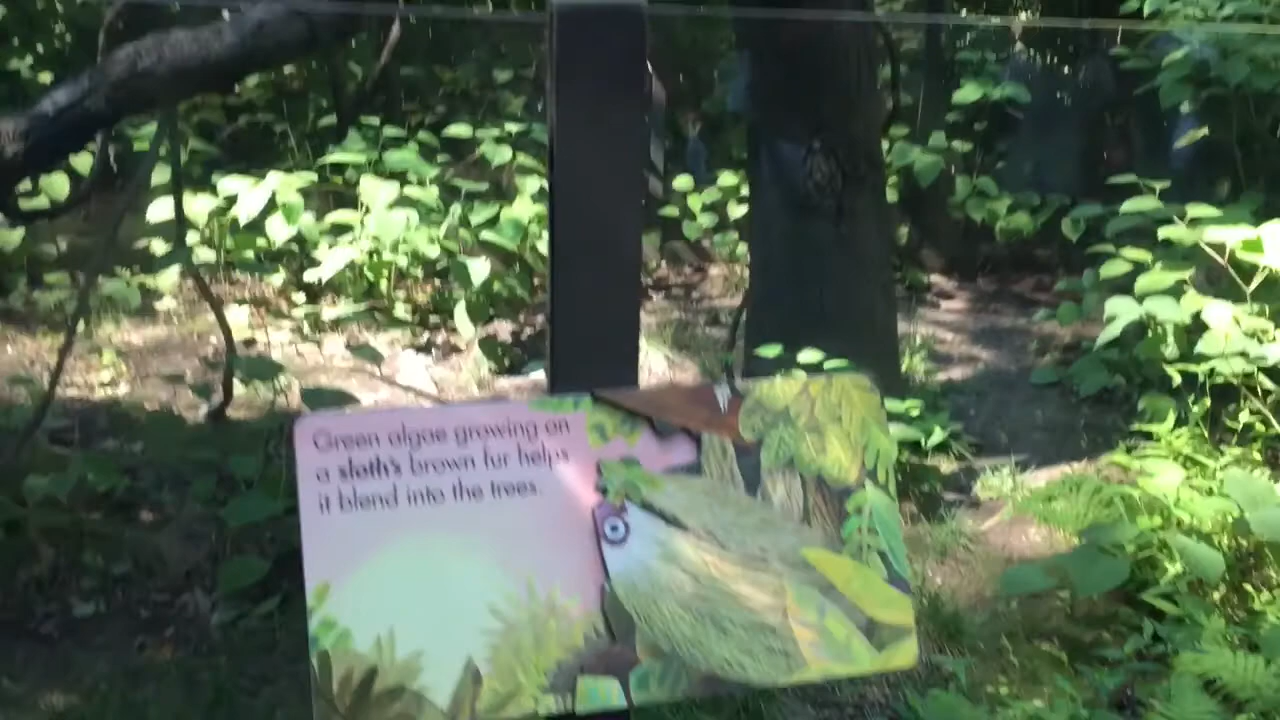 Green algae growing on
a sloth's brown fur helps
it blend into the trees.